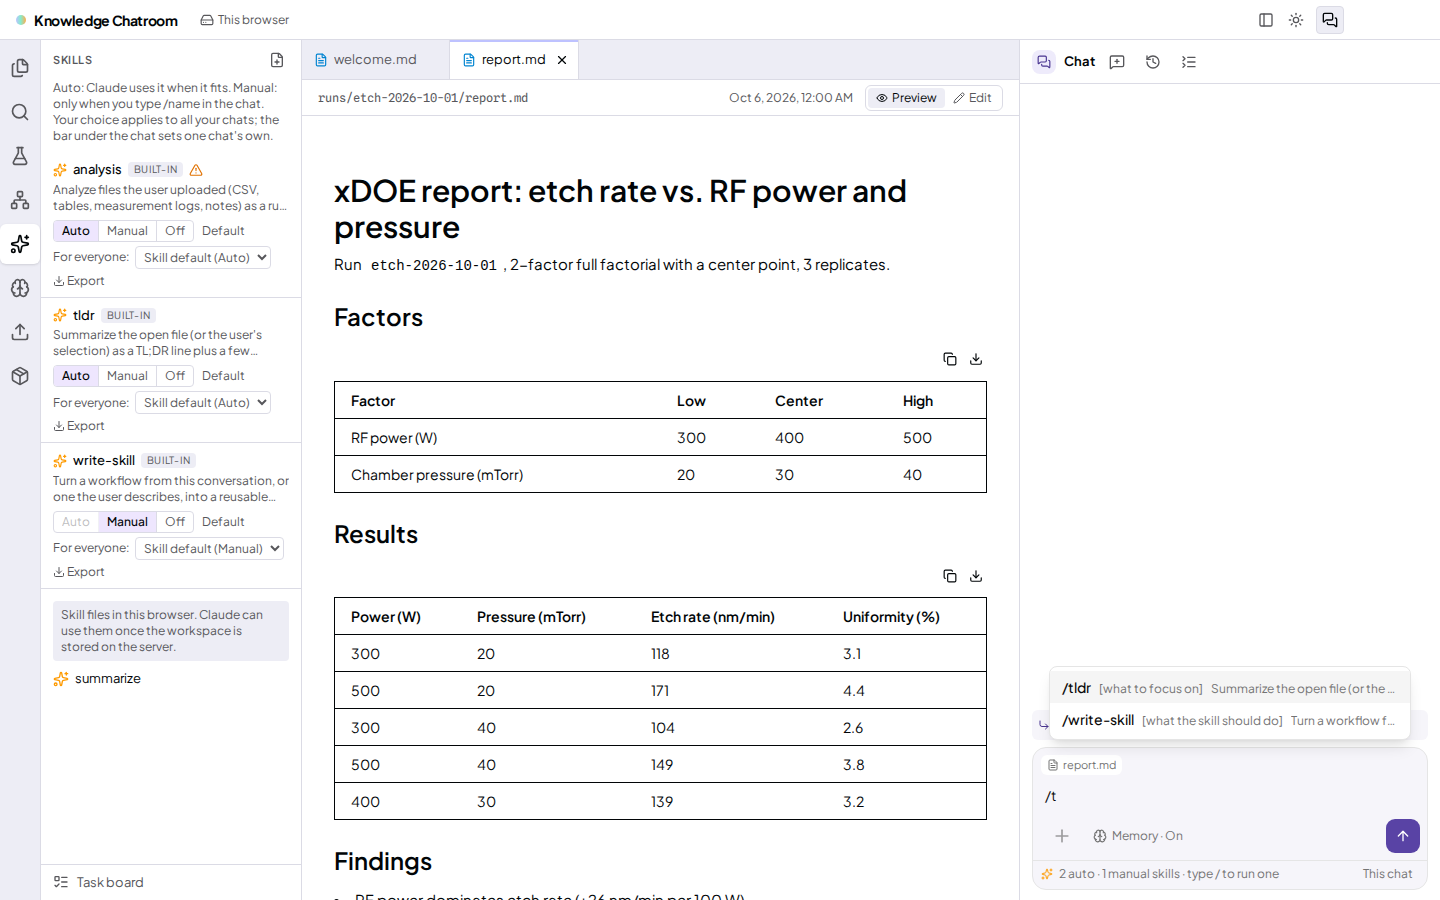 Knowledge Chatroom
This browser
SKILLS
Auto: Claude uses it when it fits. Manual:
only when you type /name in the chat.
Your choice applies to all your chats; the
bar under the chat sets one chat's own.
analysis BUILT-IN
Analyze files the user uploaded (CSV,
tables, measurement logs, notes) as a ru...
Auto Manual Off Default
For everyone: Skill default (Auto)
Export
tldr BUILT-IN
Summarize the open file (or the user's
selection) as a TL;DR line plus a few...
Auto Manual Off Default
For everyone: Skill default (Auto)
Export
write-skill BUILT-IN
Turn a workflow from this conversation, or
one the user describes, into a reusable...
Auto Manual Off Default
For everyone: Skill default (Manual)
Export
Skill files in this browser. Claude can
use them once the workspace is
stored on the server.
summarize
Task board
welcome.md
report.md
runs/etch-2026-10-01/report.md
Oct 6, 2026, 12:00 AM
Preview
Edit
xDOE report: etch rate vs. RF power and
pressure
Run etch-2026-10-01 , 2-factor full factorial with a center point, 3 replicates.
Factors
Factor Low Center High
RF power (W) 300 400 500
Chamber pressure (mTorr) 20 30 40
Results
Power (W) Pressure (mTorr) Etch rate (nm/min) Uniformity (%)
300 20 118 3.1
500 20 171 4.4
300 40 104 2.6
500 40 149 3.8
400 30 139 3.2
Findings
RF power dominates etch rate (+26 nm/min per 100 W)
Chat
/tldr [what to focus on] Summarize the open file (or the ...
/write-skill [what the skill should do] Turn a workflow f...
report.md
/t
Memory · On
2 auto · 1 manual skills · type / to run one
This chat